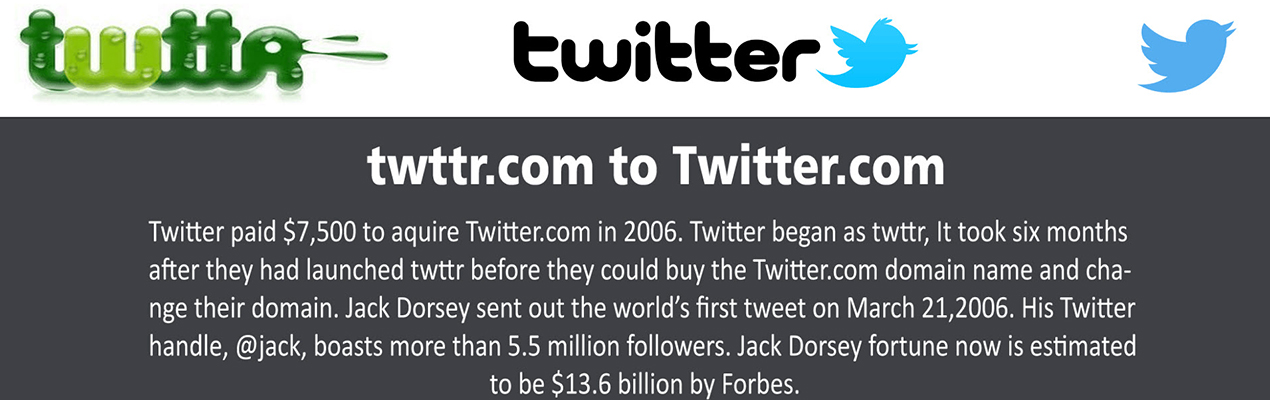 twttr twitter
twttr.com to Twitter.com
Twitter paid $7,500 to aquire Twitter.com in 2006. Twitter began as twttr, It took six months
after they had launched twttr before they could buy the Twitter.com domain name and cha-
nge their domain. Jack Dorsey sent out the world’s first tweet on March 21,2006. His Twitter
handle, @jack, boasts more than 5.5 million followers. Jack Dorsey fortune now is estimated
to be $13.6 billion by Forbes.